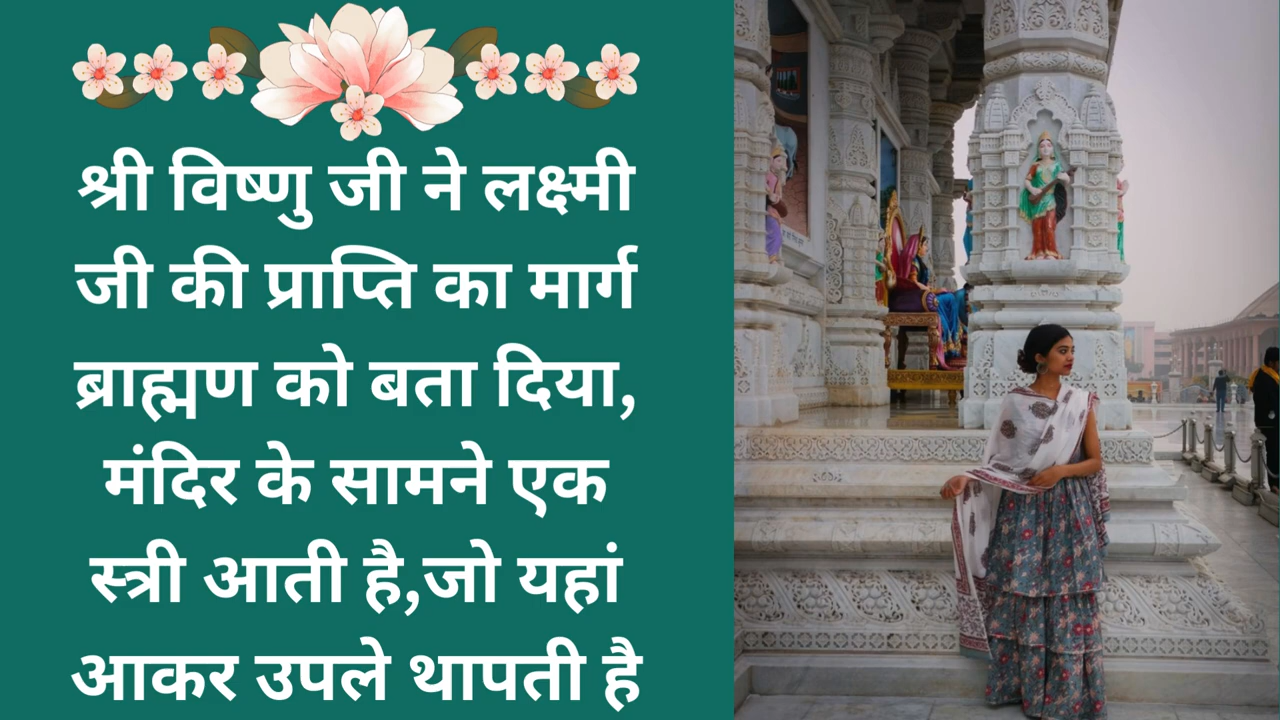 श्री विष्णु जी ने लक्ष्मी
जी की प्राप्ति का मार्ग
ब्राह्मण को बता दिया,
मंदिर के सामने एक
स्त्री आती है,जो यहां
आकर उपले थापती है